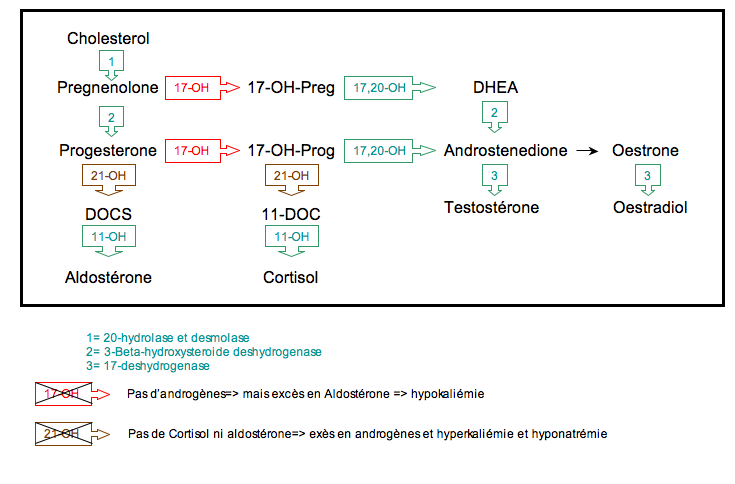 Cholesterol
1
Pregnenolone 17-OH 17-OH-Preg 17,20-OH DHEA
2 2
Progesterone 17-OH 17-OH-Prog 17,20-OH Androstenedione Oestrone
21-OH 21-OH 3 3
DOCS 11-DOC Testostérone Oestradiol
11-OH 11-OH
Aldostérone Cortisol
1= 20-hydrolase et desmolase
2= 3-Beta-hydroxysteroide deshydrogenase
3= 17-deshydrogenase
17-OH Pas d'androgènes=> mais excès en Aldostérone => hypokaliémie
21-OH Pas de Cortisol ni aldostérone=> exès en androgènes et hyperkaliémie et hyponatrémie